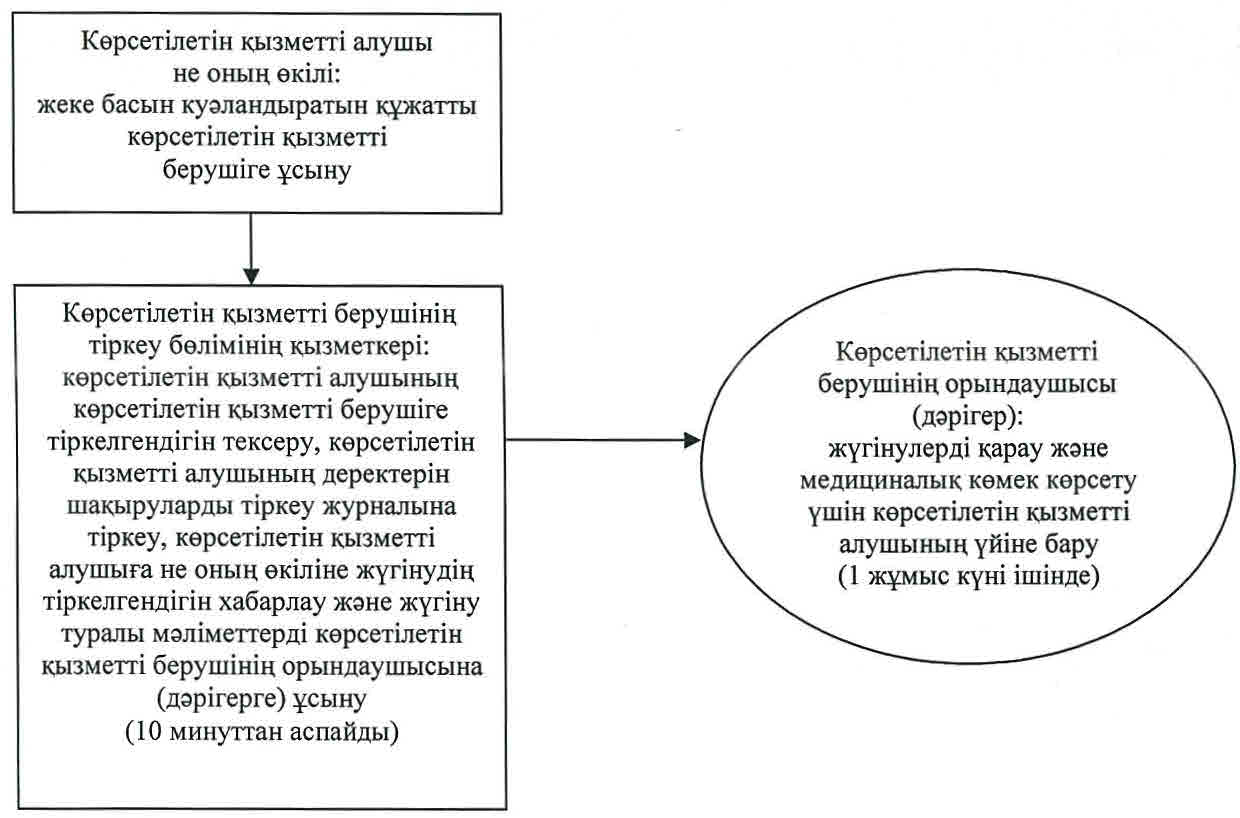 Көрсетілетін қызметті алушы
не оның өкілі:
жеке басын куәландыратын құжатты
көрсетілетін қызметті
берушіге ұсыну
Көрсетілетін қызметті берушінің
тіркеу бөлімінің қызметкері:
көрсетілетін қызметті алушының
көрсетілетін қызметті берушіге
тіркелгендігін тексеру, көрсетілетін
қызметті алушының деректерін
шақыруларды тіркеу журналына
тіркеу, көрсетілетін қызметті
алушыға не оның өкіліне жүгінудің
тіркелгендігін хабарлау және жүгіну
туралы мәліметтерді көрсетілетін
қызметті берушінің орындаушысына
(дәрігерге) ұсыну
(10 минуттан аспайды)
Көрсетілетін қызметті
берушінің орындаушысы
(дәрігер):
жүгінулерді қарау және
медициналық көмек көрсету
үшін көрсетілетін қызметті
алушының үйіне бару
(1 жұмыс күні ішінде)